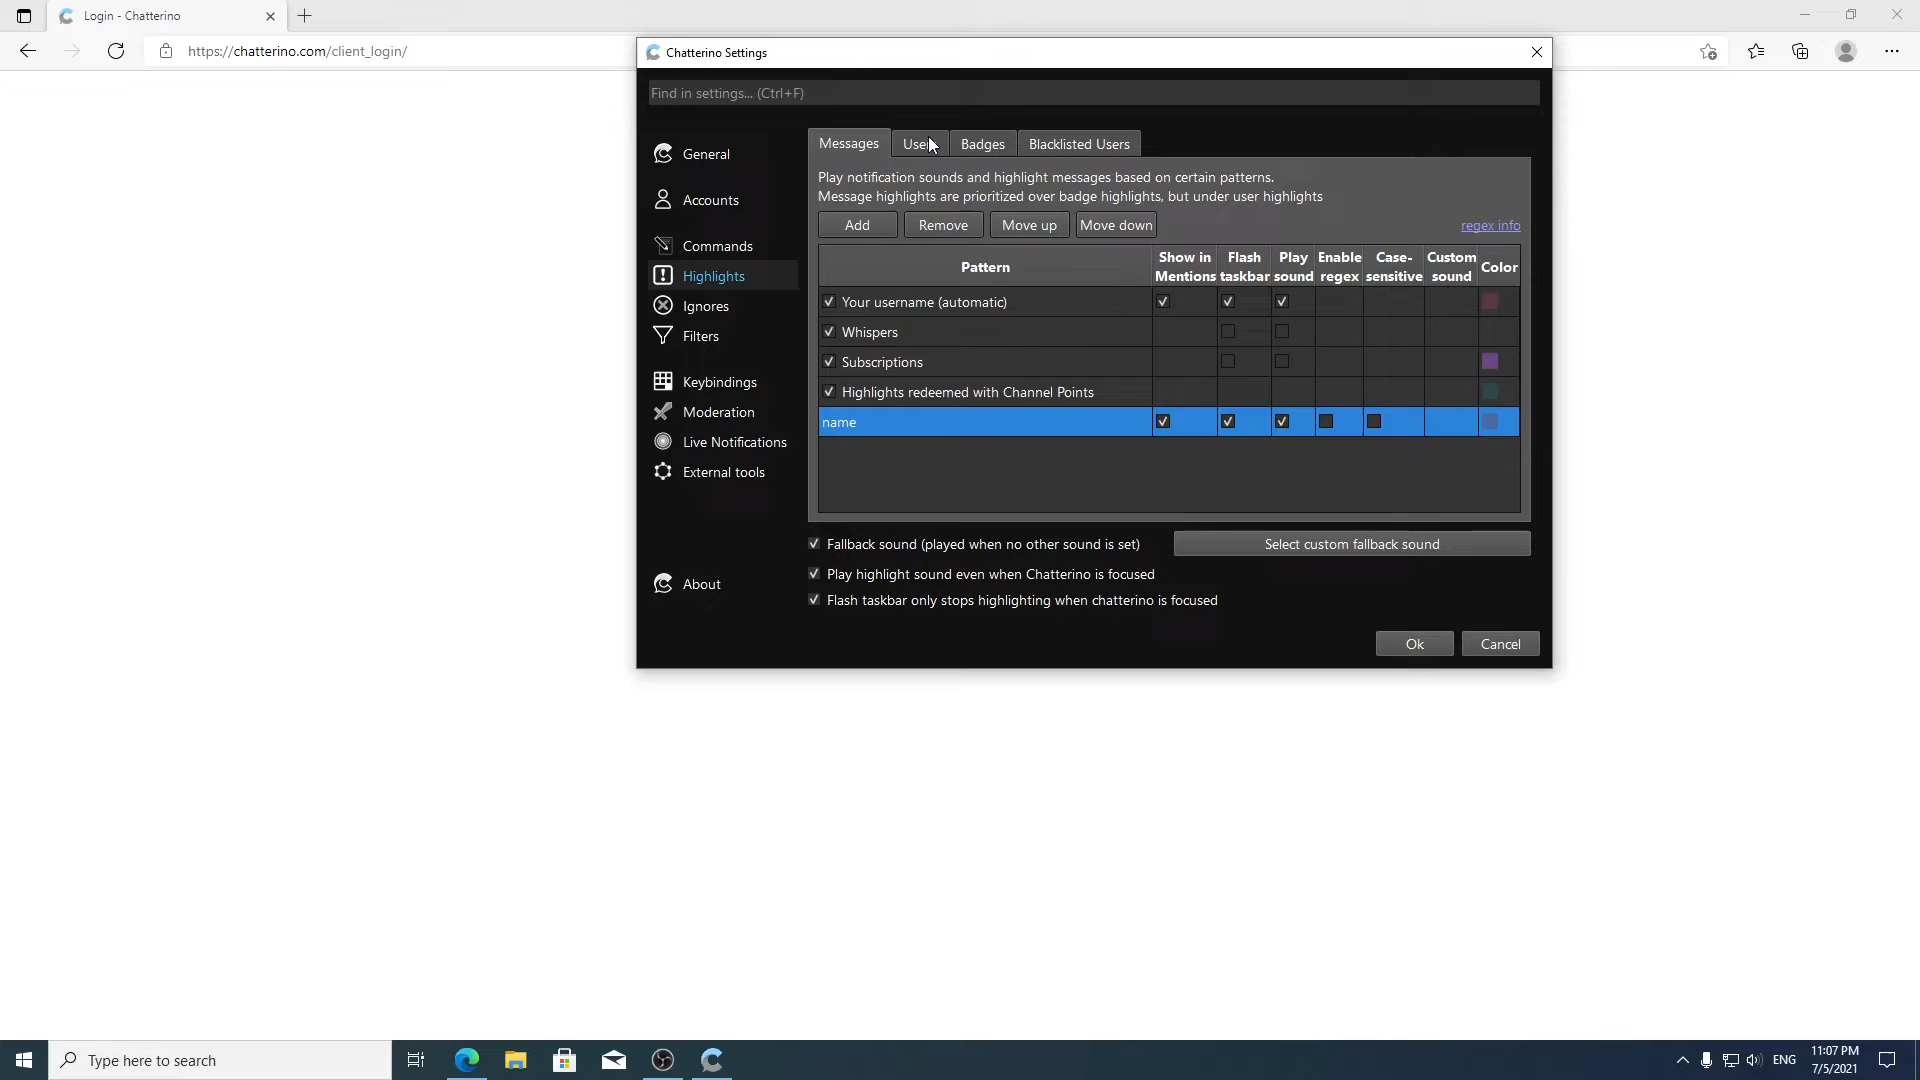 Login - Chatterino
https://chatterino.com/client_login/
Chatterino Settings
Find in settings... (Ctrl+F)
General
Accounts
Commands
Highlights
Ignores
Filters
Keybindings
Moderation
Live Notifications
External tools
About
Messages
Badges
Blacklisted Users
Play notification sounds and highlight messages based on certain patterns.
Message highlights are prioritized over badge highlights, but under user highlights
Add Remove Move up Move down regex info
Pattern Show in Mentions Flash taskbar Play sound Enable regex Case-sensitive Custom sound Color
Your username (automatic)
Whispers
Subscriptions
Highlights redeemed with Channel Points
name
Fallback sound (played when no other sound is set) Select custom fallback sound
Play highlight sound even when Chatterino is focused
Flash taskbar only stops highlighting when chatterino is focused
Ok Cancel
Type here to search
ENG
11:07 PM
7/5/2021